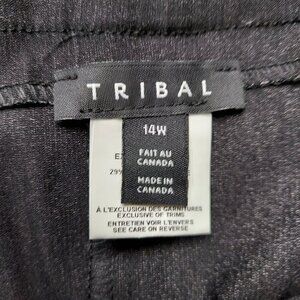 TRIBAL
14W
FAIT AU
CANADA
29%
MADE IN
CANADA
À L'EXCLUSION DES GARNITURES
EXCLUSIVE OF TRIMS
ENTRETIEN VOIR L'ENVERS
SEE CARE ON REVERSE